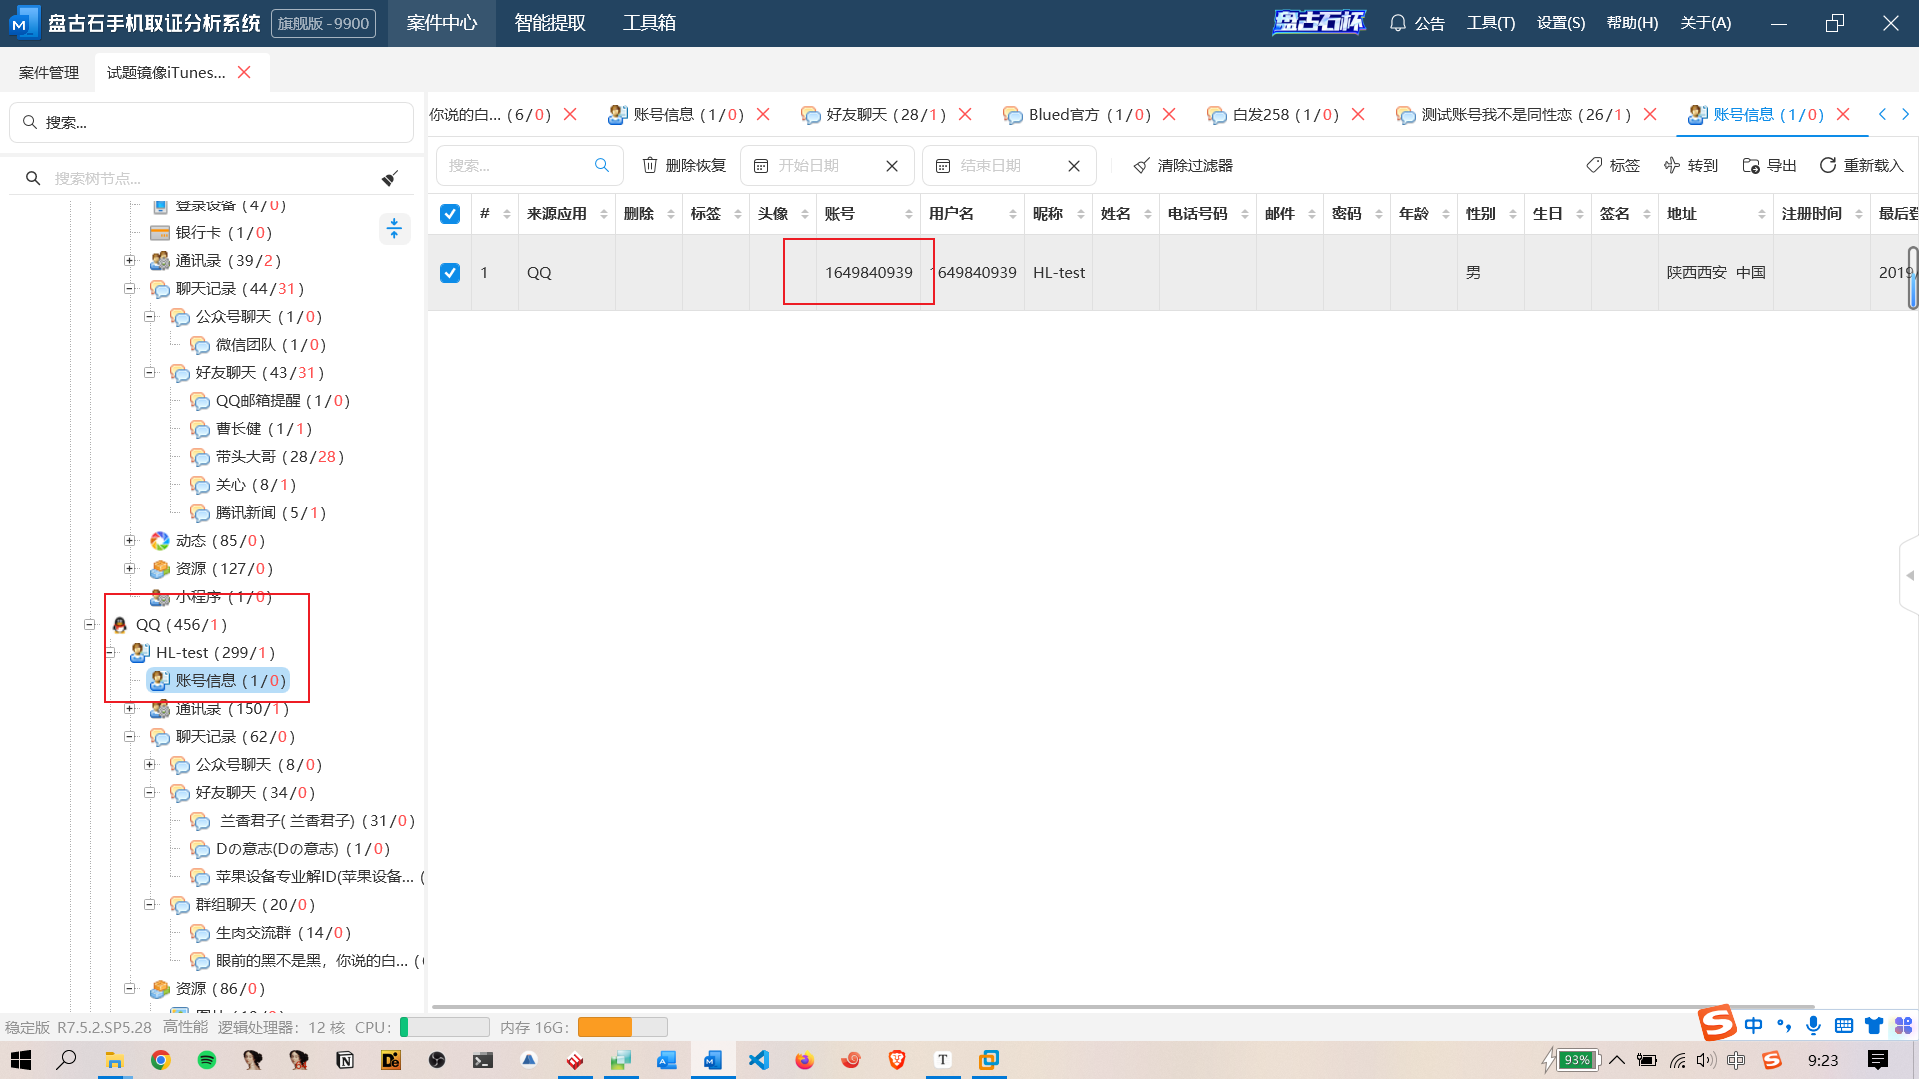 盘古石手机取证分析系统 旗舰版 -9900 案件中心 智能提取 工具箱 盘古石杯 公告 工具(T) 设置(S) 帮助(H) 关于(A)
案件管理 试题镜像iTunes...
搜索...
你说的白... (6/0) 账号信息 (1/0) 好友聊天 (28/1) Blued官方 (1/0) 白发258 (1/0) 测试账号我不是同性恋 (26/1) 账号信息 (1/0)
搜索... 删除恢复 开始日期 结束日期 清除过滤器 标签 转到 导出 重新载入
# 来源应用 删除 标签 头像 账号 用户名 昵称 姓名 电话号码 邮件 密码 年龄 性别 生日 签名 地址 注册时间 最后登
1 QQ 1649840939 1649840939 HL-test 男 陕西西安 中国 2019/
搜索树节点...
登录设备 (4/0)
银行卡 (1/0)
通讯录 (39/2)
聊天记录 (44/31)
公众号聊天 (1/0)
微信团队 (1/0)
好友聊天 (43/31)
QQ邮箱提醒 (1/0)
曹长健 (1/1)
带头大哥 (28/28)
关心 (8/1)
腾讯新闻 (5/1)
动态 (85/0)
资源 (127/0)
小程序 (1/0)
QQ (456/1)
HL-test (299/1)
账号信息 (1/0)
通讯录 (150/1)
聊天记录 (62/0)
公众号聊天 (8/0)
好友聊天 (34/0)
兰香君子( 兰香君子) (31/0)
Dの意志(Dの意志) (1/0)
苹果设备专业解ID(苹果设备... (
群组聊天 (20/0)
生肉交流群 (14/0)
眼前的黑不是黑，你说的白... (
资源 (86/0)
稳定版 R7.5.2.SP5.28 高性能 逻辑处理器: 12 核 CPU: 内存 16G:
中
93% 9:23